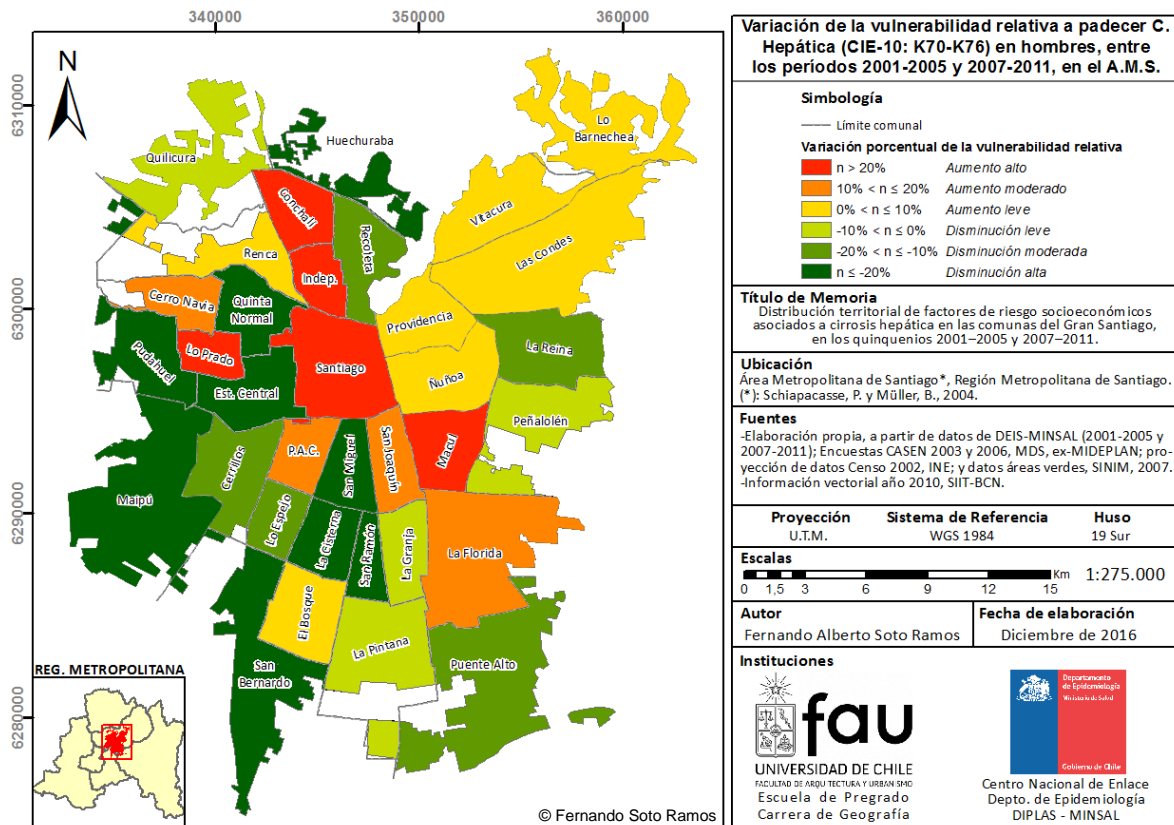 340000
350000
360000
6310000
6300000
6290000
6280000
N
Lo
Barnechea
Huechuraba
Quilicura
Conchalí
Recoleta
Vitacura
Las Condes
Renca
Indep.
Cerro Navia
Quinta
Normal
Providencia
La Reina
Lo Prado
Pudahuel
Santiago
Ñuñoa
Est. Central
Peñalolén
P.A.C.
San Miguel
San Joaquín
Macul
Cerrillos
Maipú
Lo Espejo
La Cisterna
San Ramón
La Granja
La Florida
El Bosque
La Pintana
Puente Alto
San
Bernardo
REG. METROPOLITANA
© Fernando Soto Ramos
Variación de la vulnerabilidad relativa a padecer C.
Hepática (CIE-10: K70-K76) en hombres, entre
los períodos 2001-2005 y 2007-2011, en el A.M.S.
Simbología
Límite comunal
Variación porcentual de la vulnerabilidad relativa
n > 20% Aumento alto
10% < n ≤ 20% Aumento moderado
0% < n ≤ 10% Aumento leve
-10% < n ≤ 0% Disminución leve
-20% < n ≤ -10% Disminución moderada
n ≤ -20% Disminución alta
Título de Memoria
Distribución territorial de factores de riesgo socioeconómicos
asociados a cirrosis hepática en las comunas del Gran Santiago,
en los quinquenios 2001–2005 y 2007–2011.
Ubicación
Área Metropolitana de Santiago*, Región Metropolitana de Santiago.
(*): Schiapacasse, P. y Müller, B., 2004.
Fuentes
-Elaboración propia, a partir de datos de DEIS-MINSAL (2001-2005 y
2007-2011); Encuestas CASEN 2003 y 2006, MDS, ex-MIDEPLAN; pro-
yección de datos Censo 2002, INE; y datos áreas verdes, SINIM, 2007.
-Información vectorial año 2010, SIIT-BCN.
Proyección Sistema de Referencia Huso
U.T.M. WGS 1984 19 Sur
Escalas
Km 1:275.000
0 1,5 3 6 9 12 15
Autor
Fernando Alberto Soto Ramos
Fecha de elaboración
Diciembre de 2016
Instituciones
fau
UNIVERSIDAD DE CHILE
FACULTAD DE ARQUITECTURA Y URBANISMO
Escuela de Pregrado
Carrera de Geografía
Departamento
de Epidemiología
Ministerio de Salud
Gobierno de Chile
Centro Nacional de Enlace
Depto. de Epidemiología
DIPLAS - MINSAL